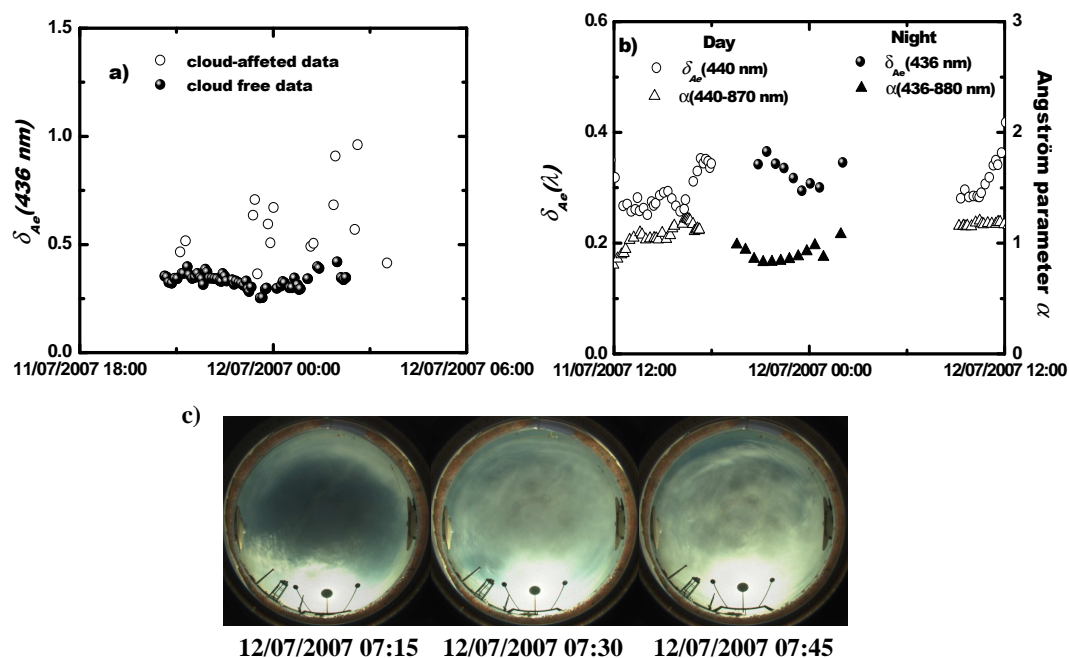 a)
cloud-affeted data
cloud free data
1.5
1.0
0.5
0.0
δAe(436 nm)
11/07/2007 18:00
12/07/2007 00:00
12/07/2007 06:00
b)
Day
Night
δAe(440 nm)
α(440-870 nm)
δAe(436 nm)
α(436-880 nm)
0.6
0.4
0.2
0.0
δAe(λ)
3
2
1
0
Angström parameter α
11/07/2007 12:00
12/07/2007 00:00
12/07/2007 12:00
c)
12/07/2007 07:15
12/07/2007 07:30
12/07/2007 07:45